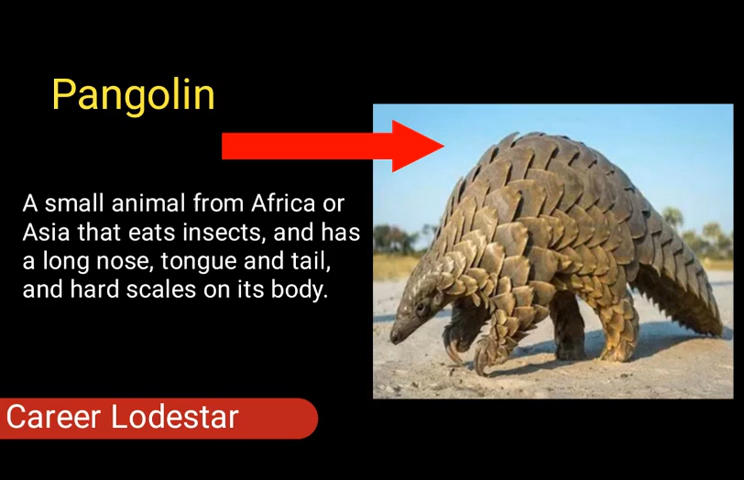 Pangolin
A small animal from Africa or
Asia that eats insects, and has
a long nose, tongue and tail,
and hard scales on its body.
Career Lodestar